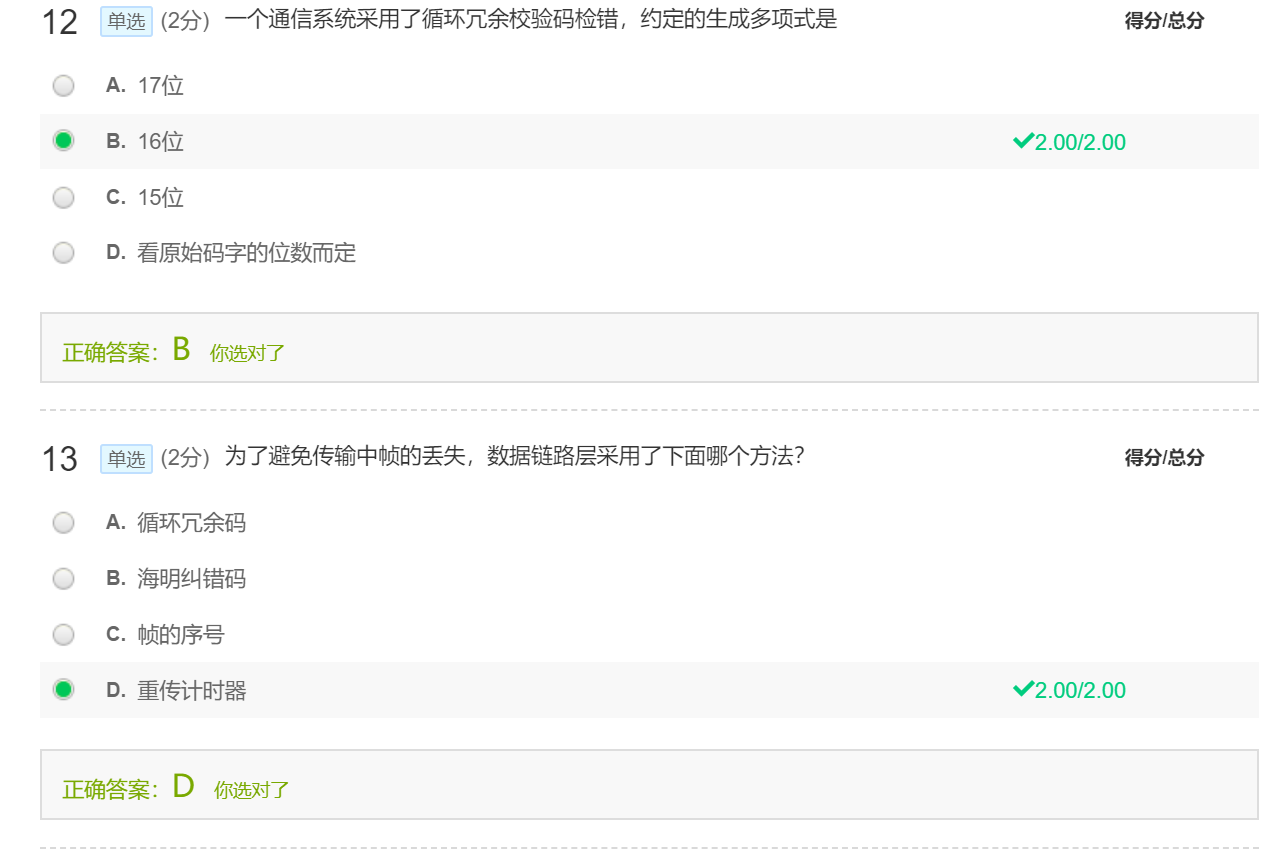 12 单选 (2分) 一个通信系统采用了循环冗余校验码检错，约定的生成多项式是 得分/总分
A. 17位
B. 16位 2.00/2.00
C. 15位
D. 看原始码字的位数而定
正确答案：B 你选对了
13 单选 (2分) 为了避免传输中帧的丢失，数据链路层采用了下面哪个方法？ 得分/总分
A. 循环冗余码
B. 海明纠错码
C. 帧的序号
D. 重传计时器 2.00/2.00
正确答案：D 你选对了